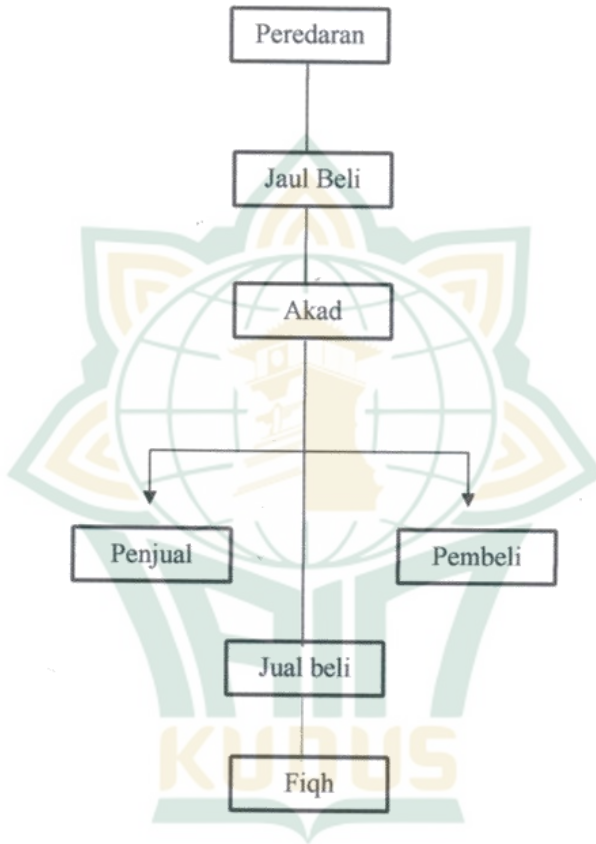 Peredaran
Jaul Beli
Akad
Penjual
Pembeli
Jual beli
Fiqh
KUDUS